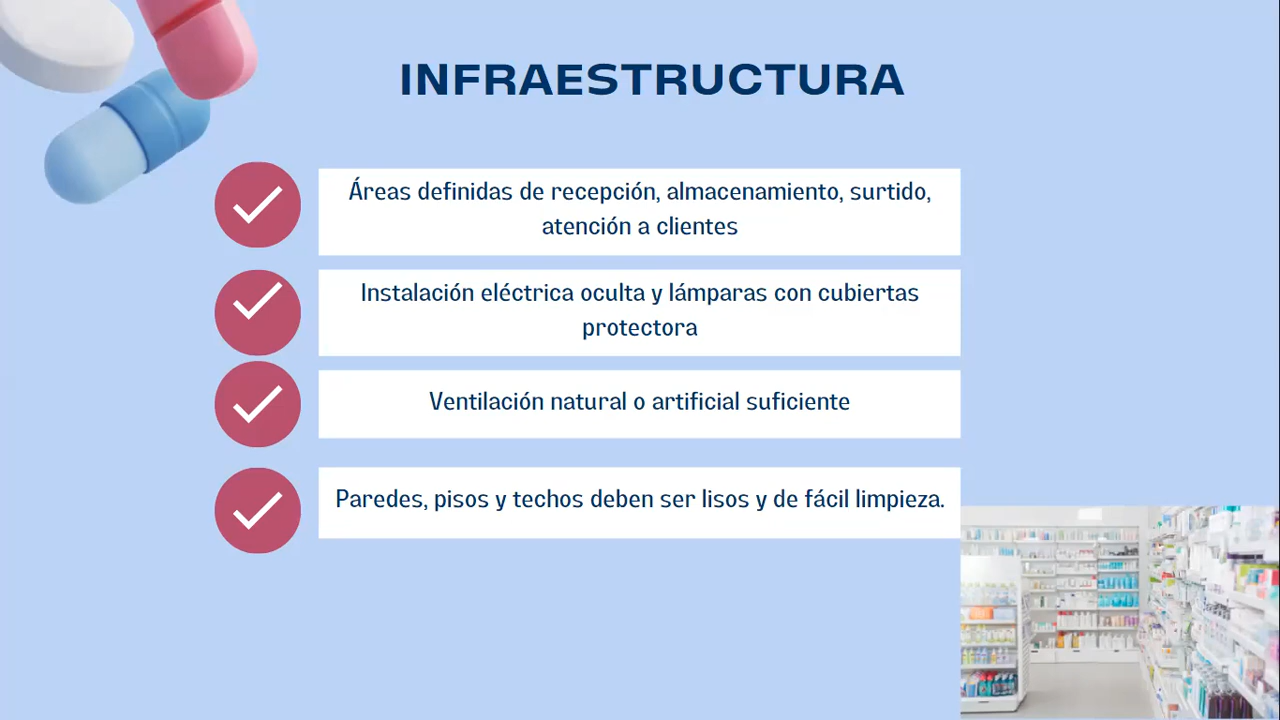 INFRAESTRUCTURA
Áreas definidas de recepción, almacenamiento, surtido,
atención a clientes
Instalación eléctrica oculta y lámparas con cubiertas
protectora
Ventilación natural o artificial suficiente
Paredes, pisos y techos deben ser lisos y de fácil limpieza.